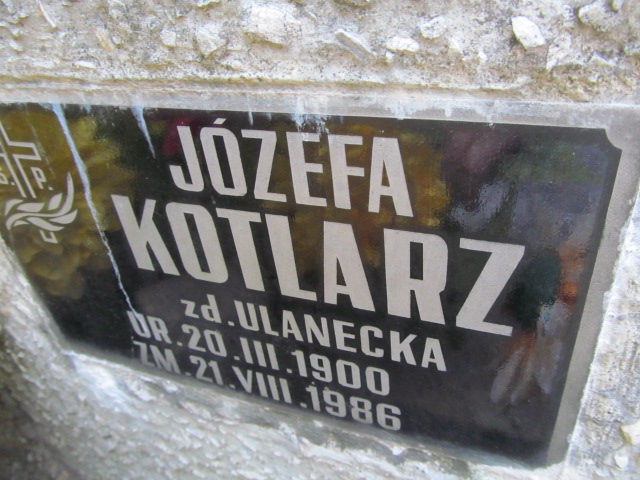 Ś. P.
JÓZEFA
KOTLARZ
zd. ULANECKA
UR. 20. III. 1900
ZM. 21. VIII. 1986